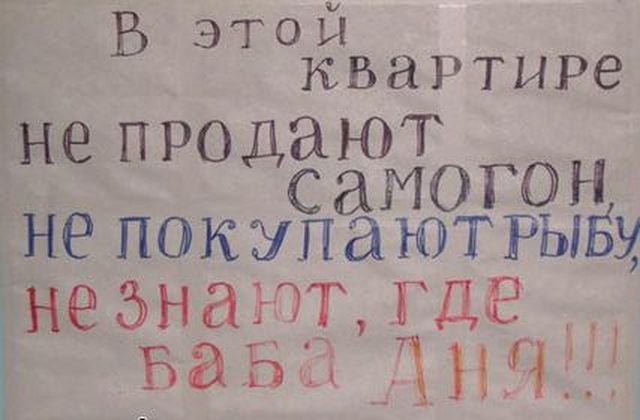 В этой
квартире
не продают
самогон,
не покупают рыбу,
не знают, где
баба Аня!!!